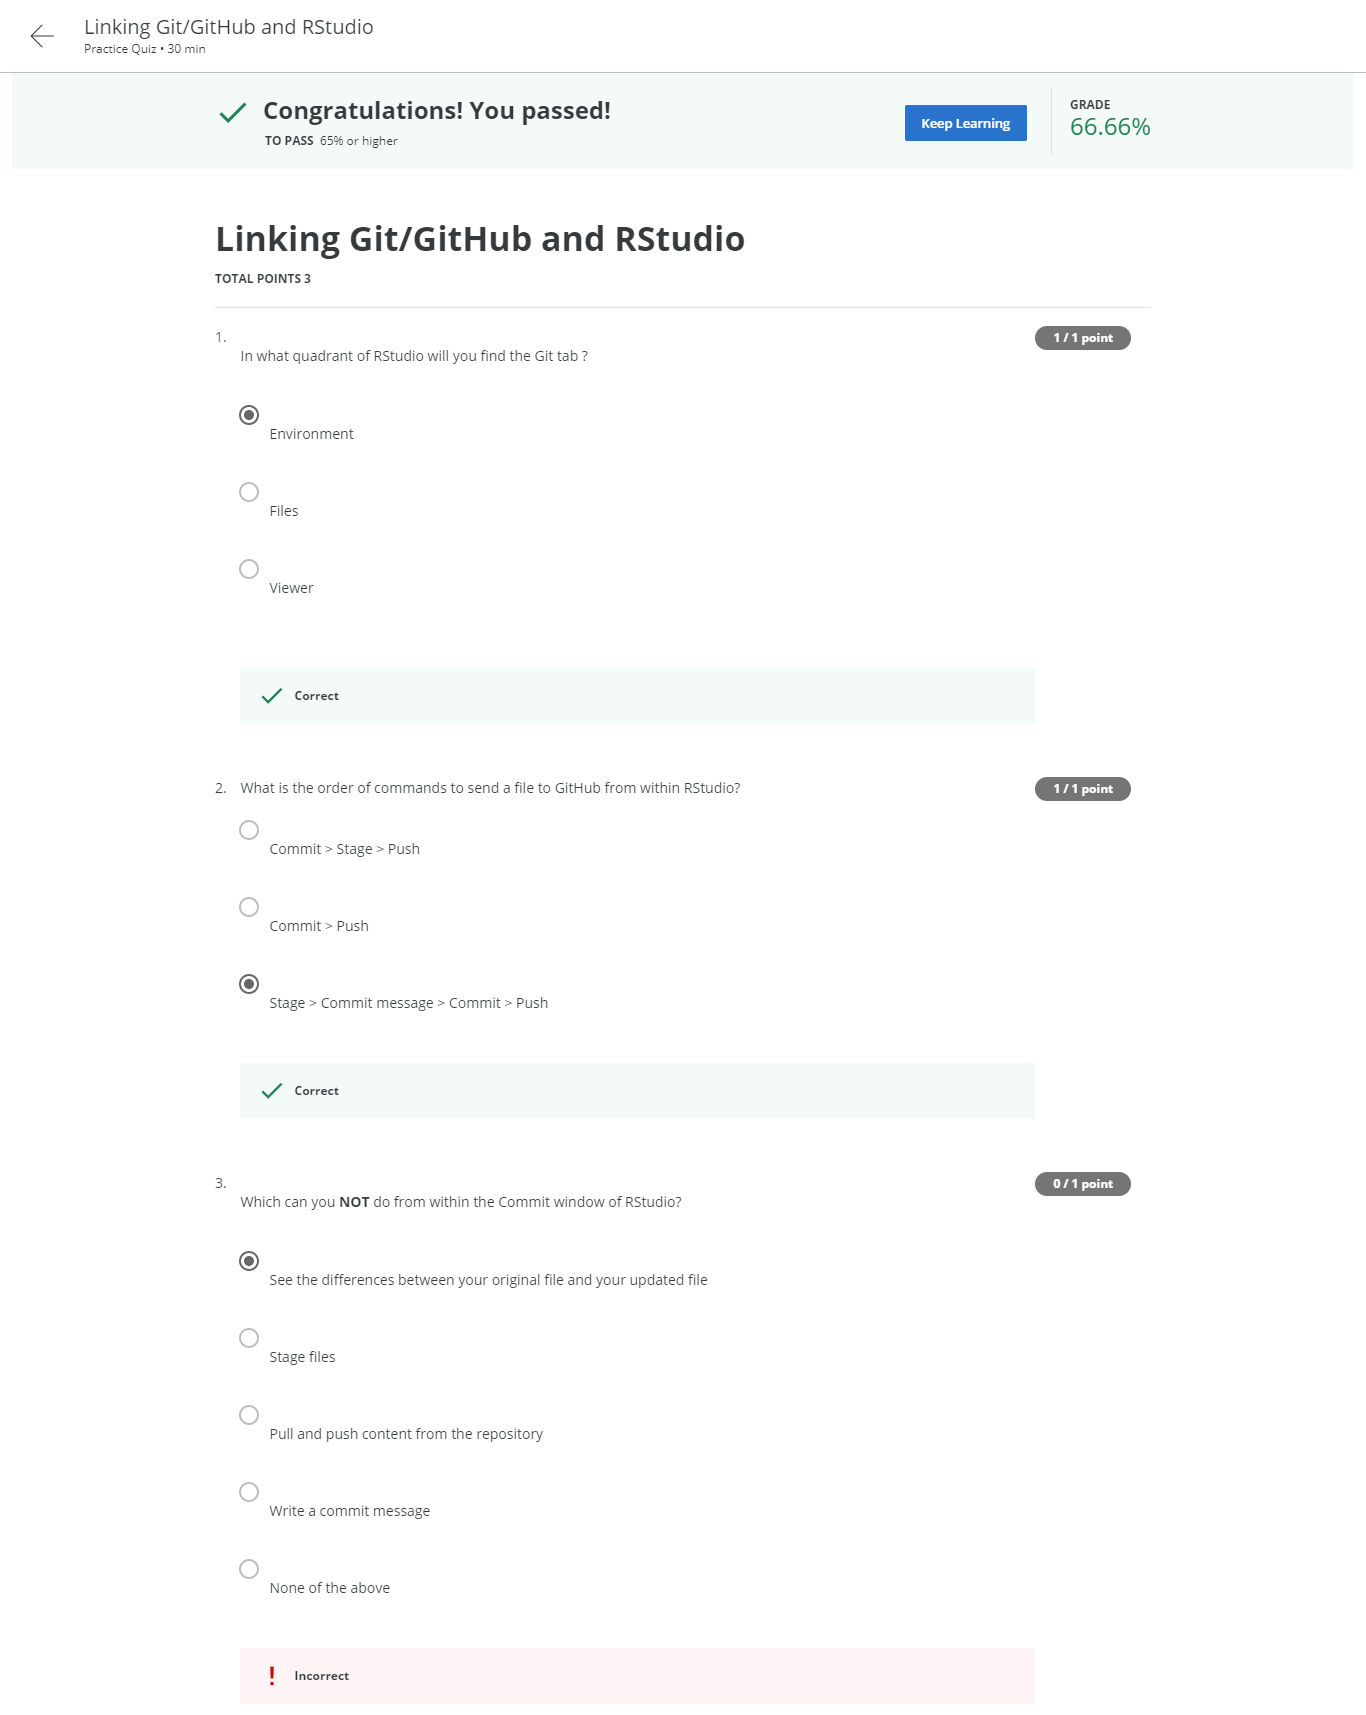 Linking Git/GitHub and RStudio
Practice Quiz • 30 min
Congratulations! You passed!
TO PASS 65% or higher
Keep Learning
GRADE
66.66%
Linking Git/GitHub and RStudio
TOTAL POINTS 3
1.
1 / 1 point
In what quadrant of RStudio will you find the Git tab ?
Environment
Files
Viewer
Correct
2. What is the order of commands to send a file to GitHub from within RStudio?
1 / 1 point
Commit > Stage > Push
Commit > Push
Stage > Commit message > Commit > Push
Correct
3.
0 / 1 point
Which can you NOT do from within the Commit window of RStudio?
See the differences between your original file and your updated file
Stage files
Pull and push content from the repository
Write a commit message
None of the above
Incorrect